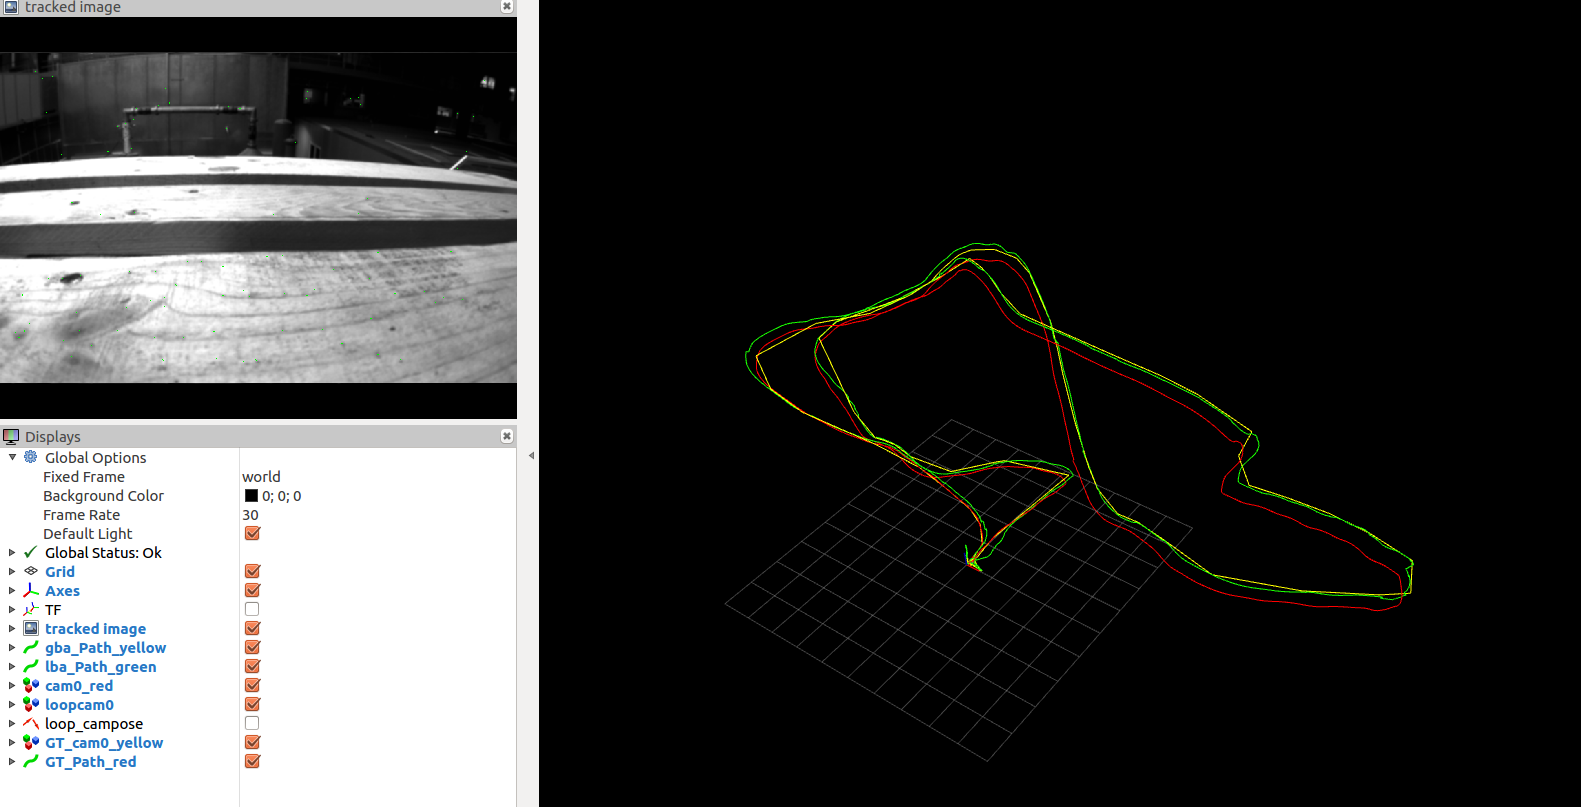 tracked image
Displays
Global Options
Fixed Frame world
Background Color 0; 0; 0
Frame Rate 30
Default Light
Global Status: Ok
Grid
Axes
TF
tracked image
gba_Path_yellow
lba_Path_green
cam0_red
loopcam0
loop_campose
GT_cam0_yellow
GT_Path_red